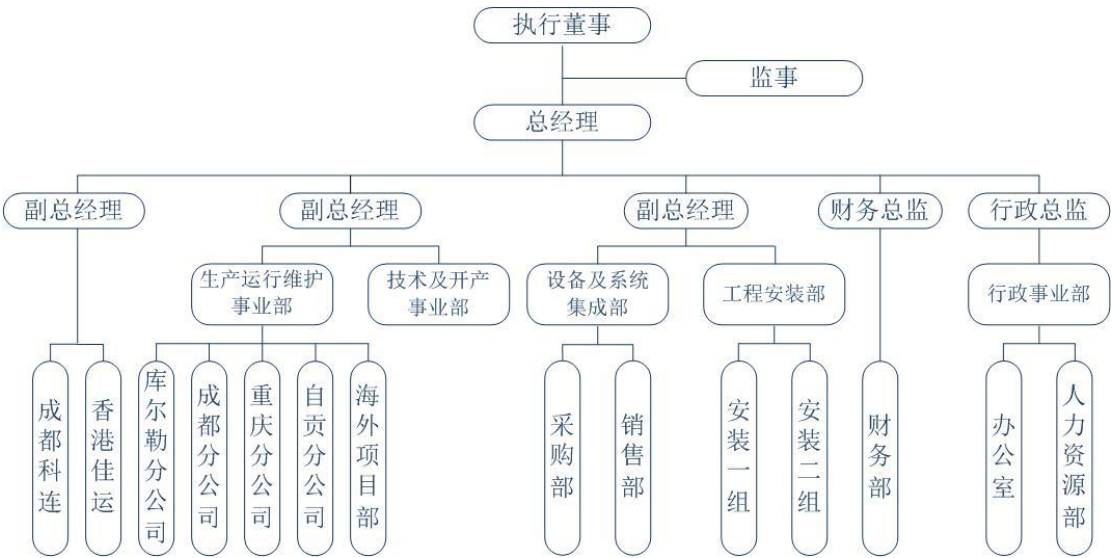 执行董事
监事
总经理
副总经理
副总经理
副总经理
财务总监
行政总监
生产运行维护
事业部
技术及开产
事业部
设备及系统
集成部
工程安装部
行政事业部
成都科连
香港佳运
库尔勒分公司
成都分公司
重庆分公司
自贡分公司
海外项目部
采购部
销售部
安装一组
安装二组
财务部
办公室
人力资源部